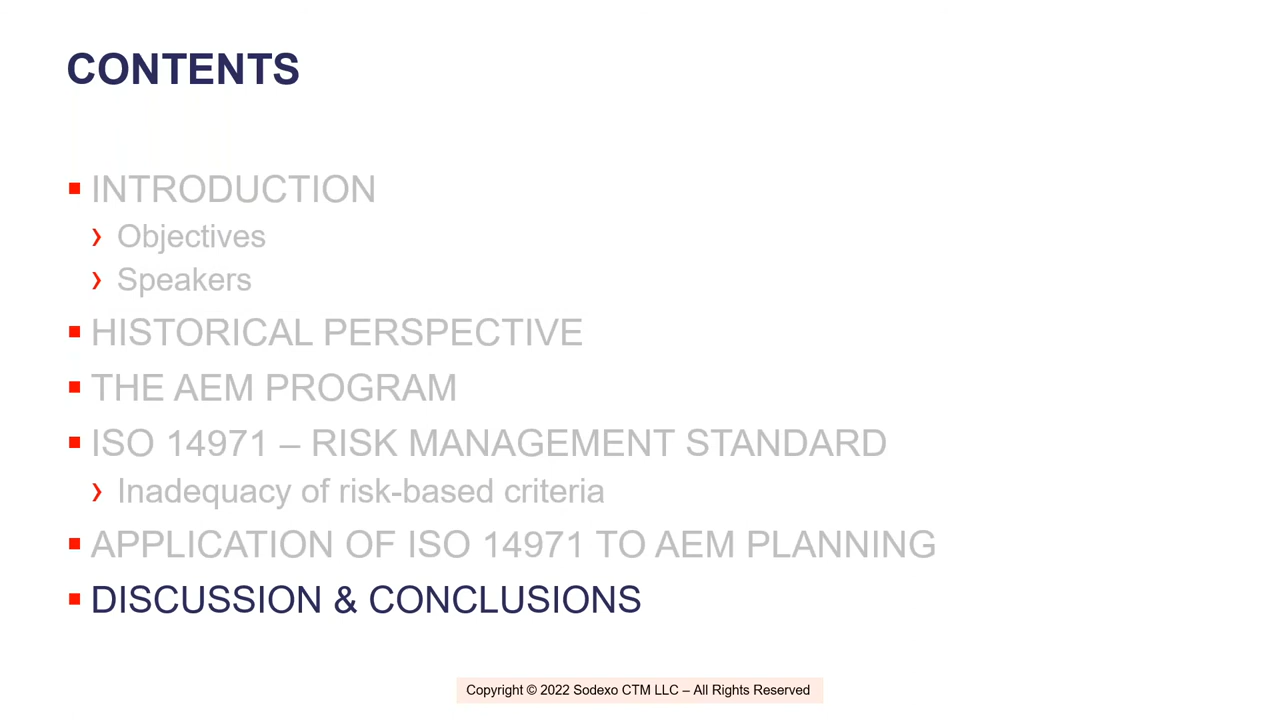 CONTENTS
▪ INTRODUCTION
› Objectives
› Speakers
▪ HISTORICAL PERSPECTIVE
▪ THE AEM PROGRAM
▪ ISO 14971 – RISK MANAGEMENT STANDARD
› Inadequacy of risk-based criteria
▪ APPLICATION OF ISO 14971 TO AEM PLANNING
▪ DISCUSSION & CONCLUSIONS
Copyright © 2022 Sodexo CTM LLC – All Rights Reserved